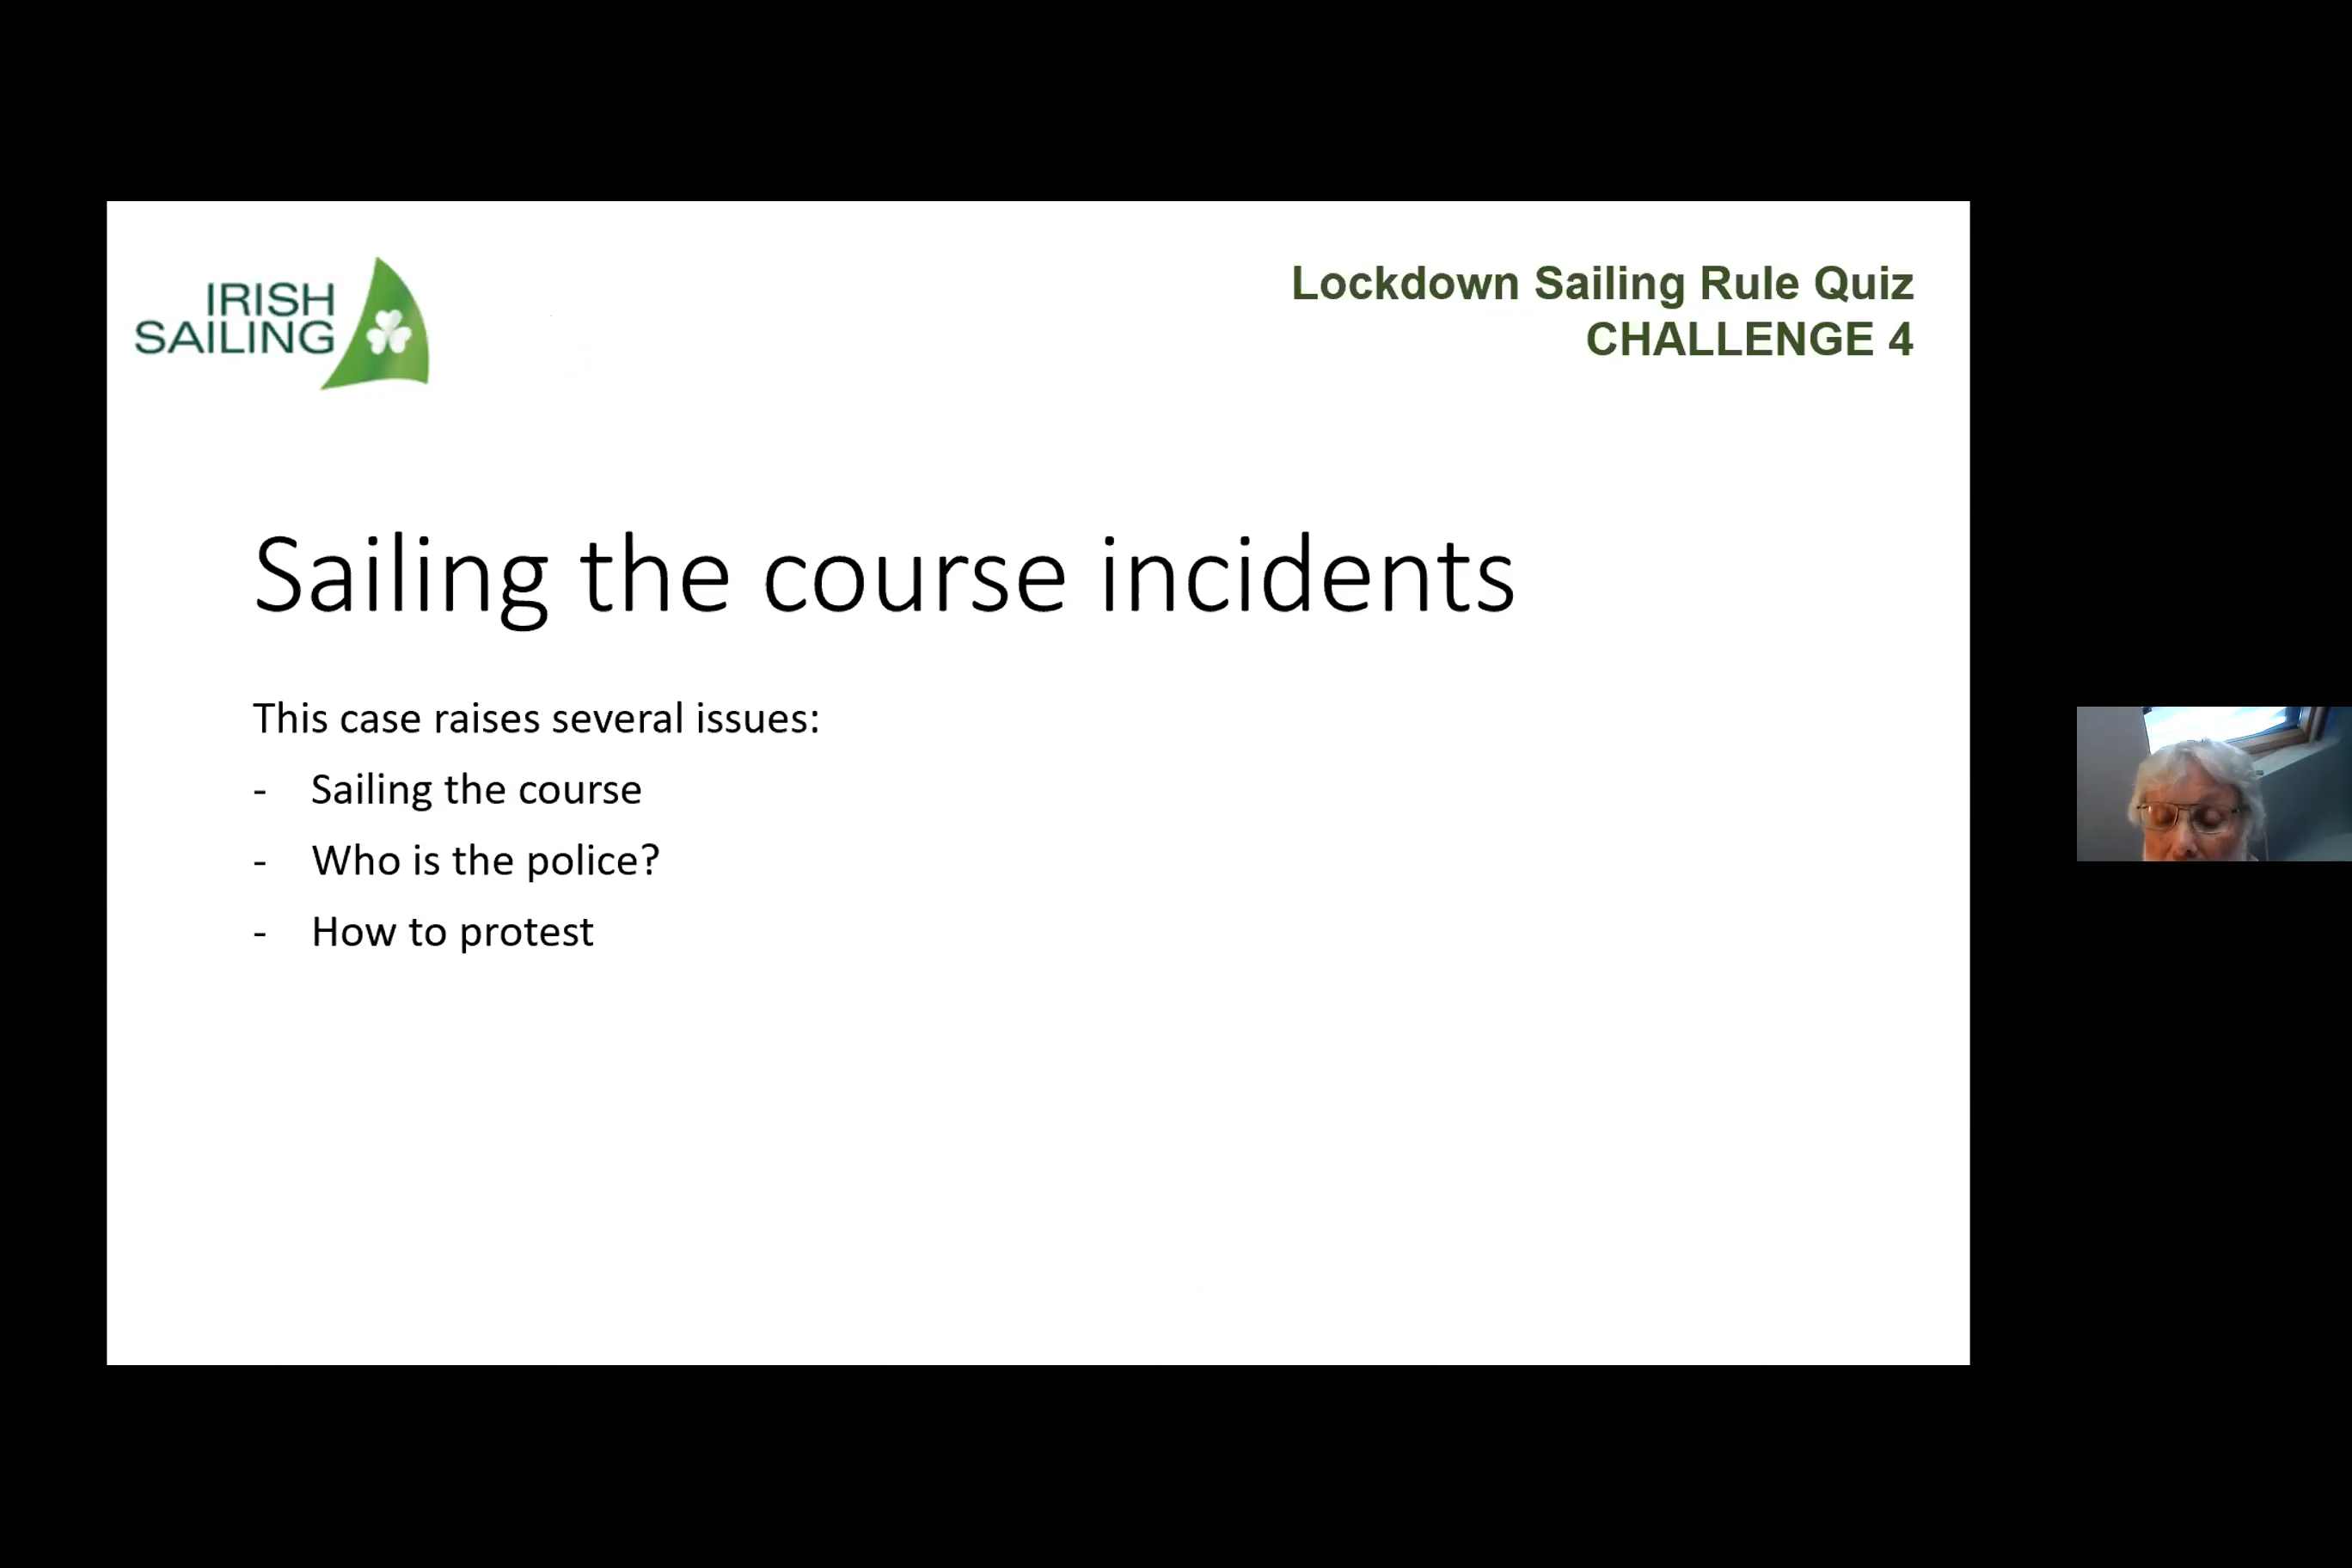 IRISH
SAILING
Lockdown Sailing Rule Quiz
CHALLENGE 4
Sailing the course incidents
This case raises several issues:
- Sailing the course
- Who is the police?
- How to protest